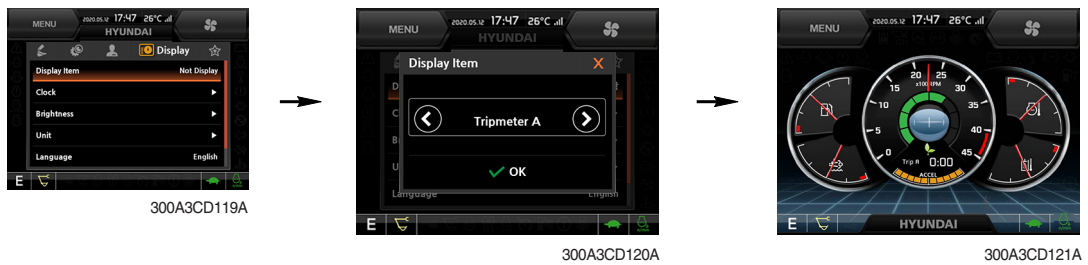 MENU
2020.05.12 17:47 26°C
HYUNDAI
Display
Display Item Not Display
Clock
Brightness
Unit
Language English
E
300A3CD119A
MENU
2020.05.12 17:47 26°C
HYUNDAI
Display Item X
Tripmeter A
OK
Language English
E
300A3CD120A
MENU
2020.05.12 17:47 26°C
20 25
x100 RPM
15 30
10 35
5 40
0 45
Trip A 0:00
ACCEL
E HYUNDAI
300A3CD121A